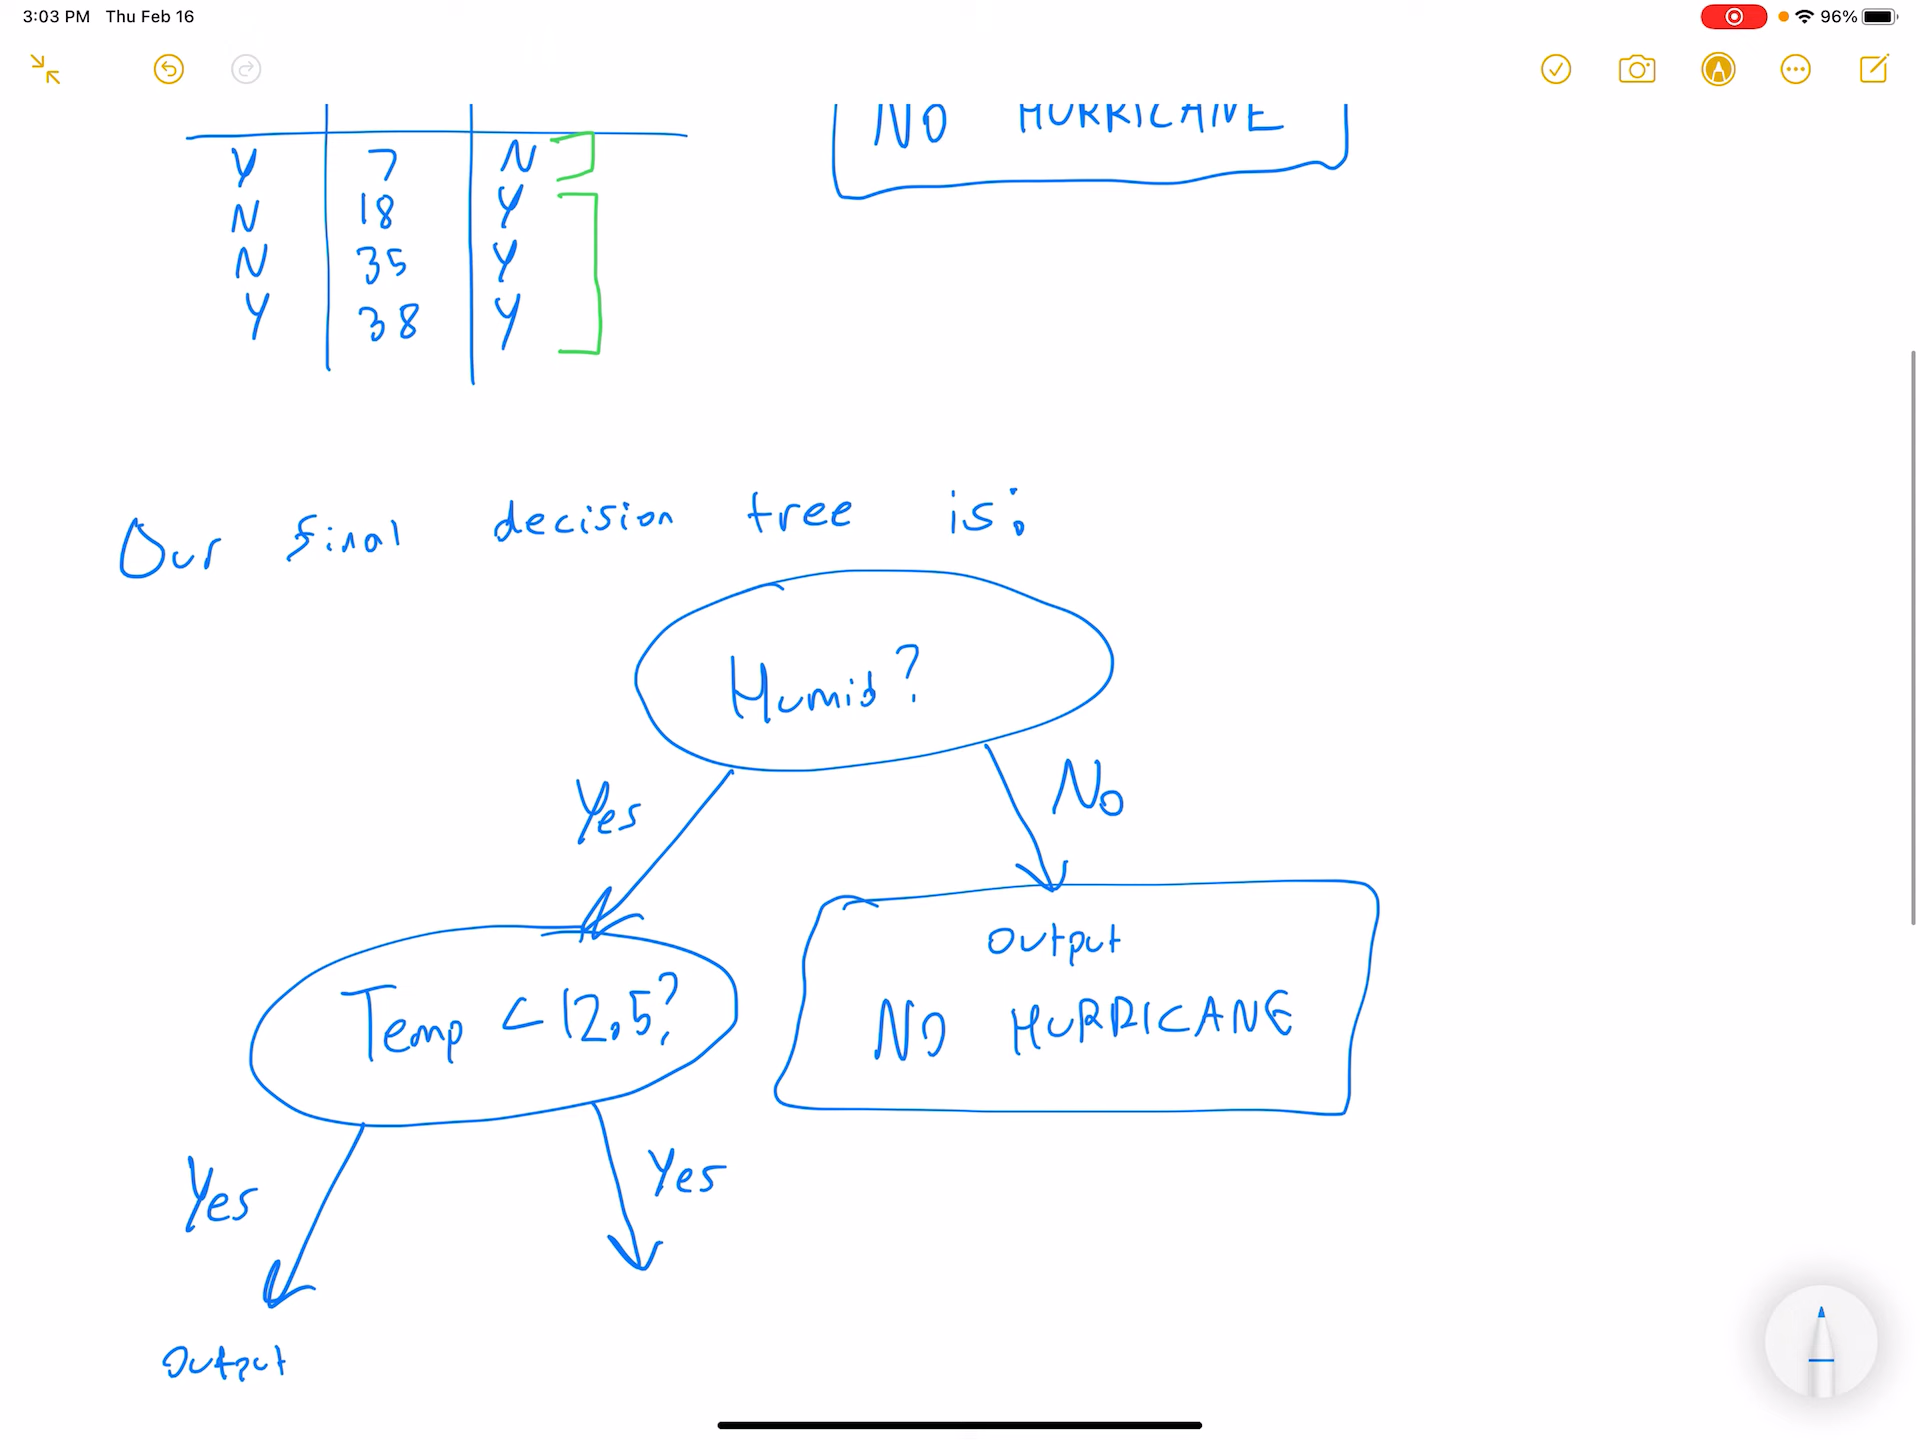 3:03 PM Thu Feb 16 96%
NO HURRICANE
Y 7 N
N 18 Y
N 35 Y
Y 38 Y
Our final decision tree is:
Humid?
Yes No
Output
Temp < 12.5? NO HURRICANE
Yes Yes
Output